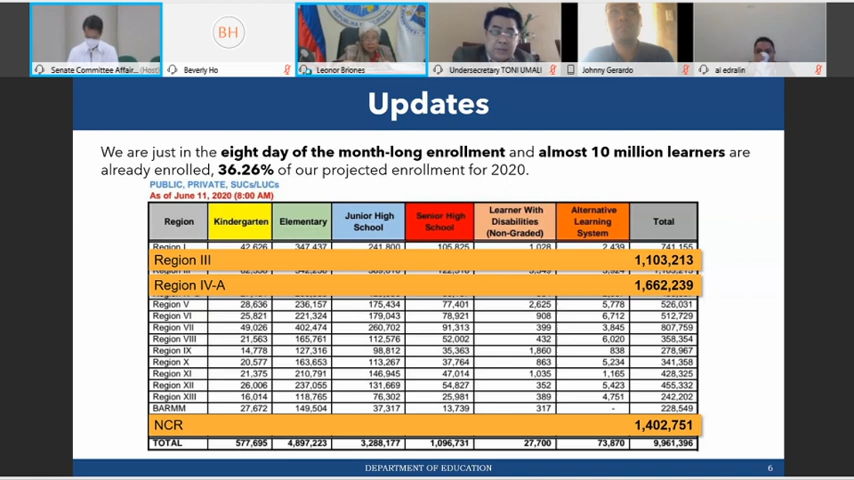 BH
Senate Committee Affair... (Host)
Beverly Ho
Leonor Briones
Undersecretary TONI UMALI
Johnny Gerardo
al edralin
Updates
We are just in the eight day of the month-long enrollment and almost 10 million learners are
already enrolled, 36.26% of our projected enrollment for 2020.
PUBLIC, PRIVATE, SUCs/LUCs
As of June 11, 2020 (8:00 AM)
Region Kindergarten Elementary Junior High School Senior High School Learner With Disabilities (Non-Graded) Alternative Learning System Total
Region I 42,626 347,437 241,800 105,825 1,028 2,439 741,155
Region III 1,103,213
Region IV-A 1,662,239
Region V 28,636 236,157 175,434 77,401 2,625 5,778 526,031
Region VI 25,821 221,324 179,043 78,921 908 6,712 512,729
Region VII 49,026 402,474 260,702 91,313 399 3,845 807,759
Region VIII 21,563 165,761 112,576 52,002 432 6,020 358,354
Region IX 14,778 127,316 98,812 35,363 1,860 838 278,967
Region X 20,577 163,653 113,267 37,764 863 5,234 341,358
Region XI 21,375 210,791 146,945 47,014 1,035 1,165 428,325
Region XII 26,006 237,055 131,669 54,827 352 5,423 455,332
Region XIII 16,014 118,765 76,302 25,981 389 4,751 242,202
BARMM 27,672 149,504 37,317 13,739 317 - 228,549
NCR 1,402,751
TOTAL 577,695 4,897,223 3,288,177 1,096,731 27,700 73,870 9,961,396
DEPARTMENT OF EDUCATION 6